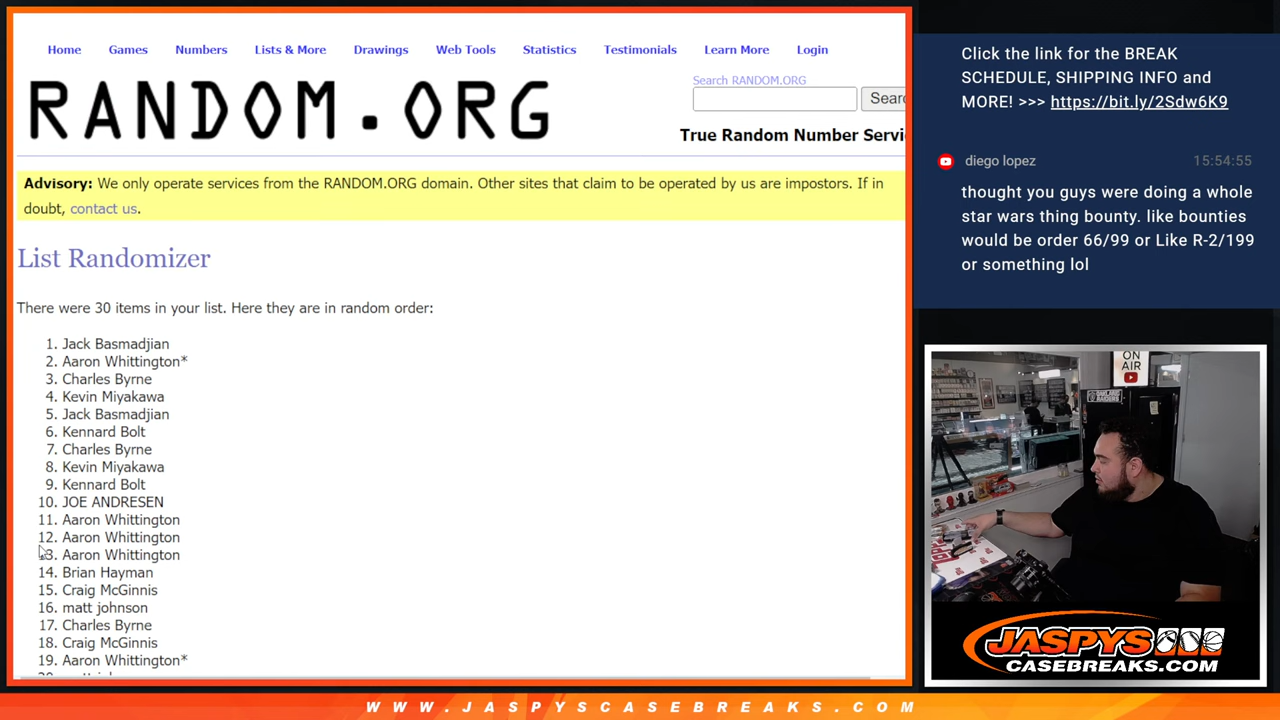 Home Games Numbers Lists & More Drawings Web Tools Statistics Testimonials Learn More Login
RANDOM.ORG
Search RANDOM.ORG
True Random Number Servi
Advisory: We only operate services from the RANDOM.ORG domain. Other sites that claim to be operated by us are impostors. If in
doubt, contact us.
List Randomizer
There were 30 items in your list. Here they are in random order:
1. Jack Basmadjian
2. Aaron Whittington*
3. Charles Byrne
4. Kevin Miyakawa
5. Jack Basmadjian
6. Kennard Bolt
7. Charles Byrne
8. Kevin Miyakawa
9. Kennard Bolt
10. JOE ANDRESEN
11. Aaron Whittington
12. Aaron Whittington
13. Aaron Whittington
14. Brian Hayman
15. Craig McGinnis
16. matt johnson
17. Charles Byrne
18. Craig McGinnis
19. Aaron Whittington*
Click the link for the BREAK
SCHEDULE, SHIPPING INFO and
MORE! >>> https://bit.ly/2Sdw6K9
diego lopez 15:54:55
thought you guys were doing a whole
star wars thing bounty. like bounties
would be order 66/99 or Like R-2/199
or something lol
ON
AIR
JASPYS
CASEBREAKS.COM
WWW.JASPYSCASEBREAKS.COM